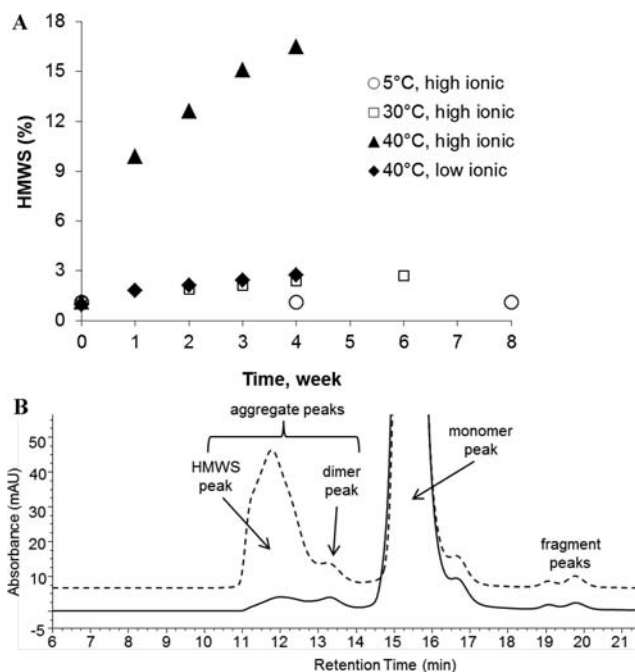 A
18
15
12
9
6
3
0
HMWS (%)
5°C, high ionic
30°C, high ionic
40°C, high ionic
40°C, low ionic
0 1 2 3 4 5 6 7 8
Time, week
B
aggregate peaks
HMWS
peak
dimer
peak
monomer
peak
fragment
peaks
50
40
30
20
10
-5
Absorbance (mAU)
6 7 8 9 10 11 12 13 14 15 16 17 18 19 20 21
Retention Time (min)